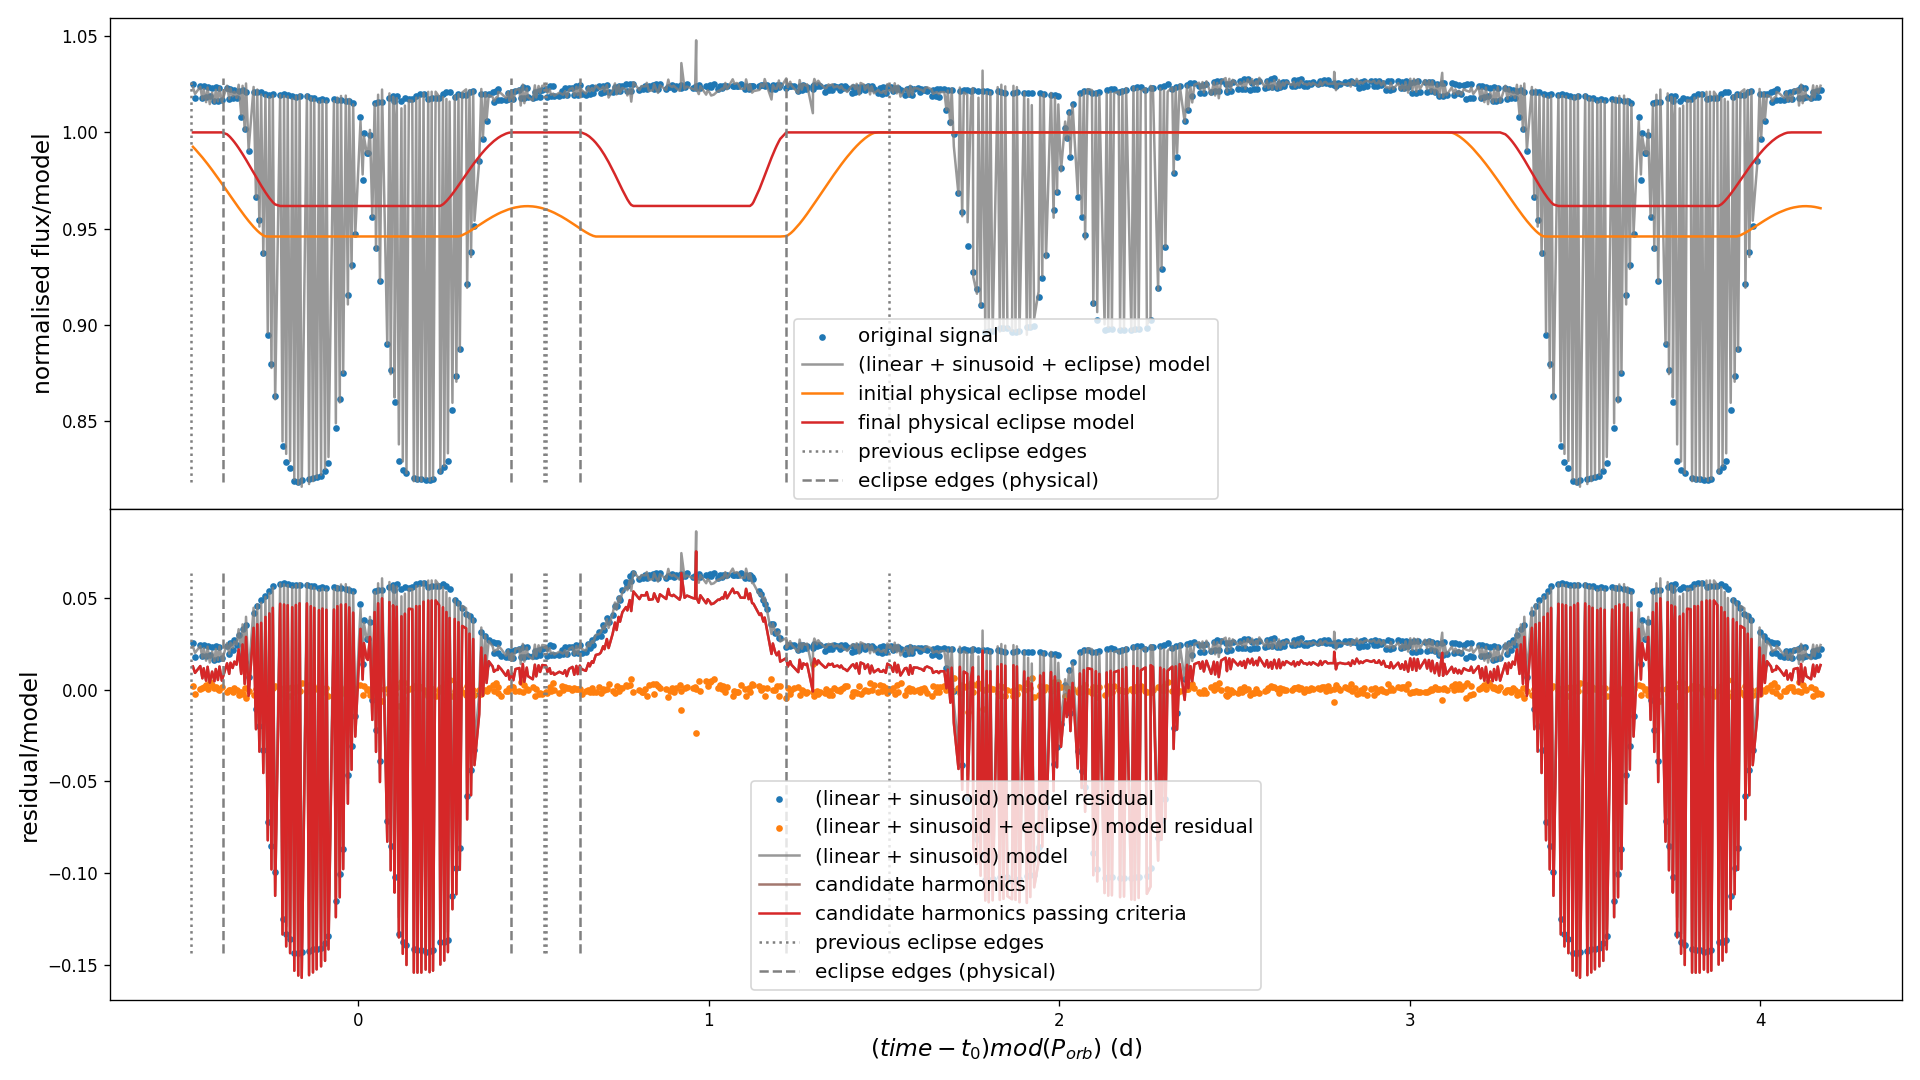 1.05
1.00
0.95
0.90
0.85
normalised flux/model
original signal
(linear + sinusoid + eclipse) model
initial physical eclipse model
final physical eclipse model
previous eclipse edges
eclipse edges (physical)
0.05
0.00
−0.05
−0.10
−0.15
residual/model
(linear + sinusoid) model residual
(linear + sinusoid + eclipse) model residual
(linear + sinusoid) model
candidate harmonics
candidate harmonics passing criteria
previous eclipse edges
eclipse edges (physical)
0 1 2 3 4
(time − t₀)mod(P_orb) (d)